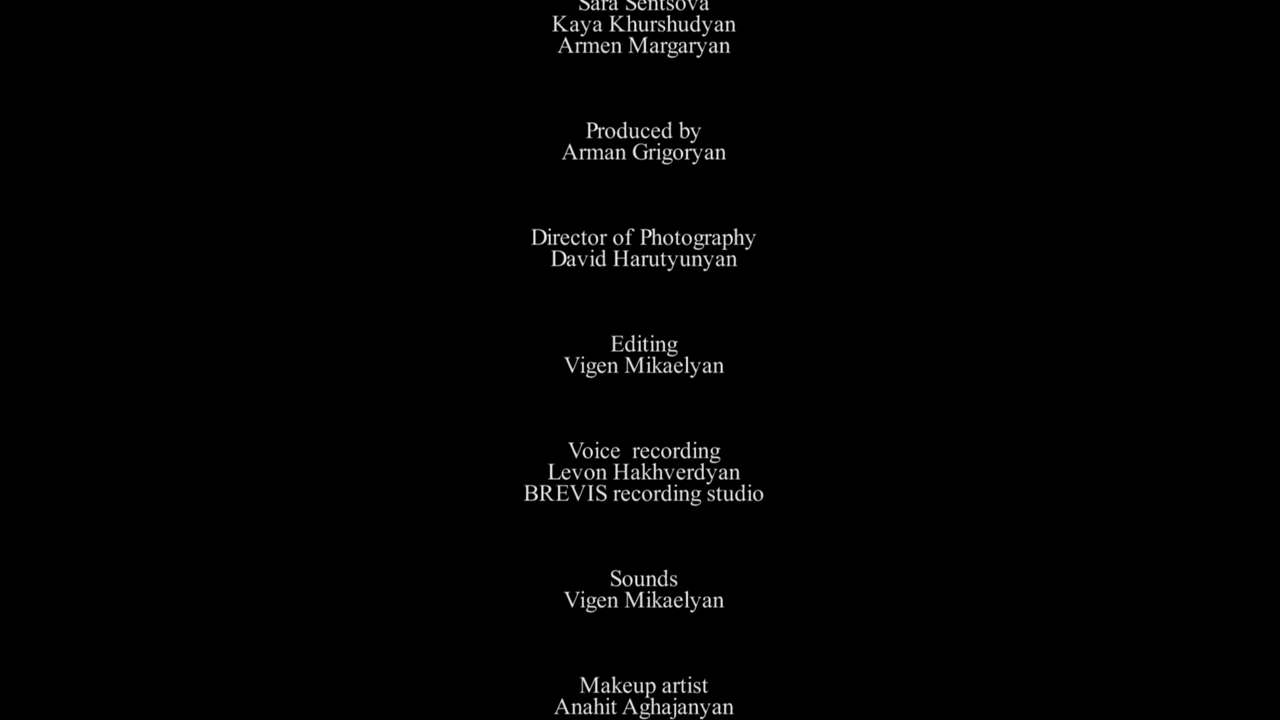 Sara Sentsova
Kaya Khurshudyan
Armen Margaryan
Produced by
Arman Grigoryan
Director of Photography
David Harutyunyan
Editing
Vigen Mikaelyan
Voice  recording
Levon Hakhverdyan
BREVIS recording studio
Sounds
Vigen Mikaelyan
Makeup artist
Anahit Aghajanyan